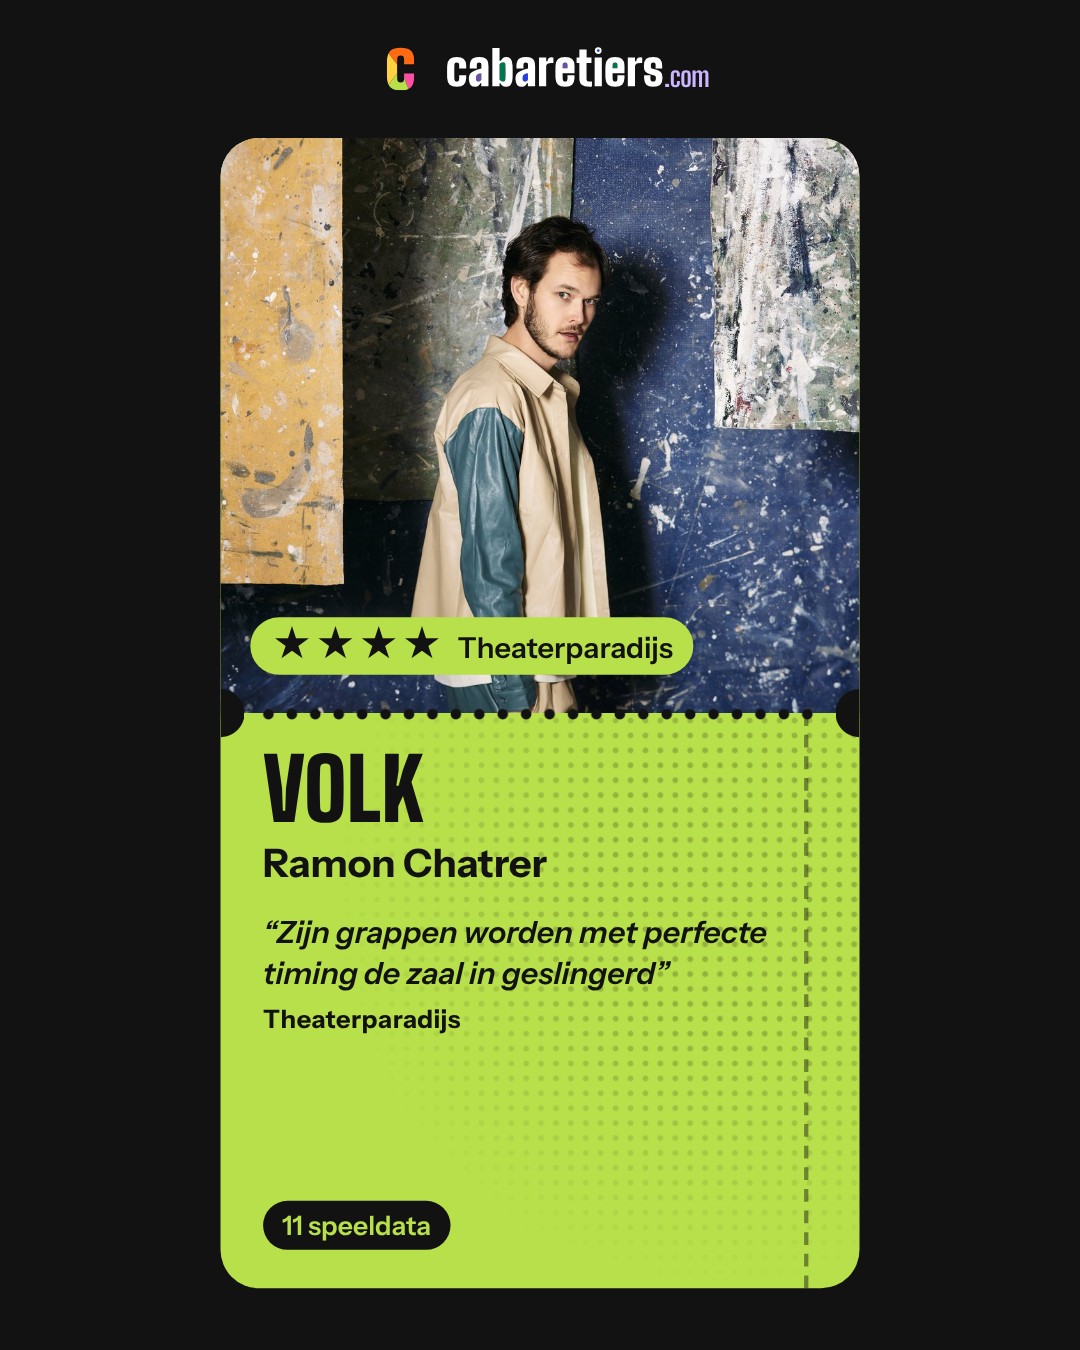 cabaretiers.com
★★★★ Theaterparadijs
VOLK
Ramon Chatrer
“Zijn grappen worden met perfecte
timing de zaal in geslingerd”
Theaterparadijs
11 speeldata